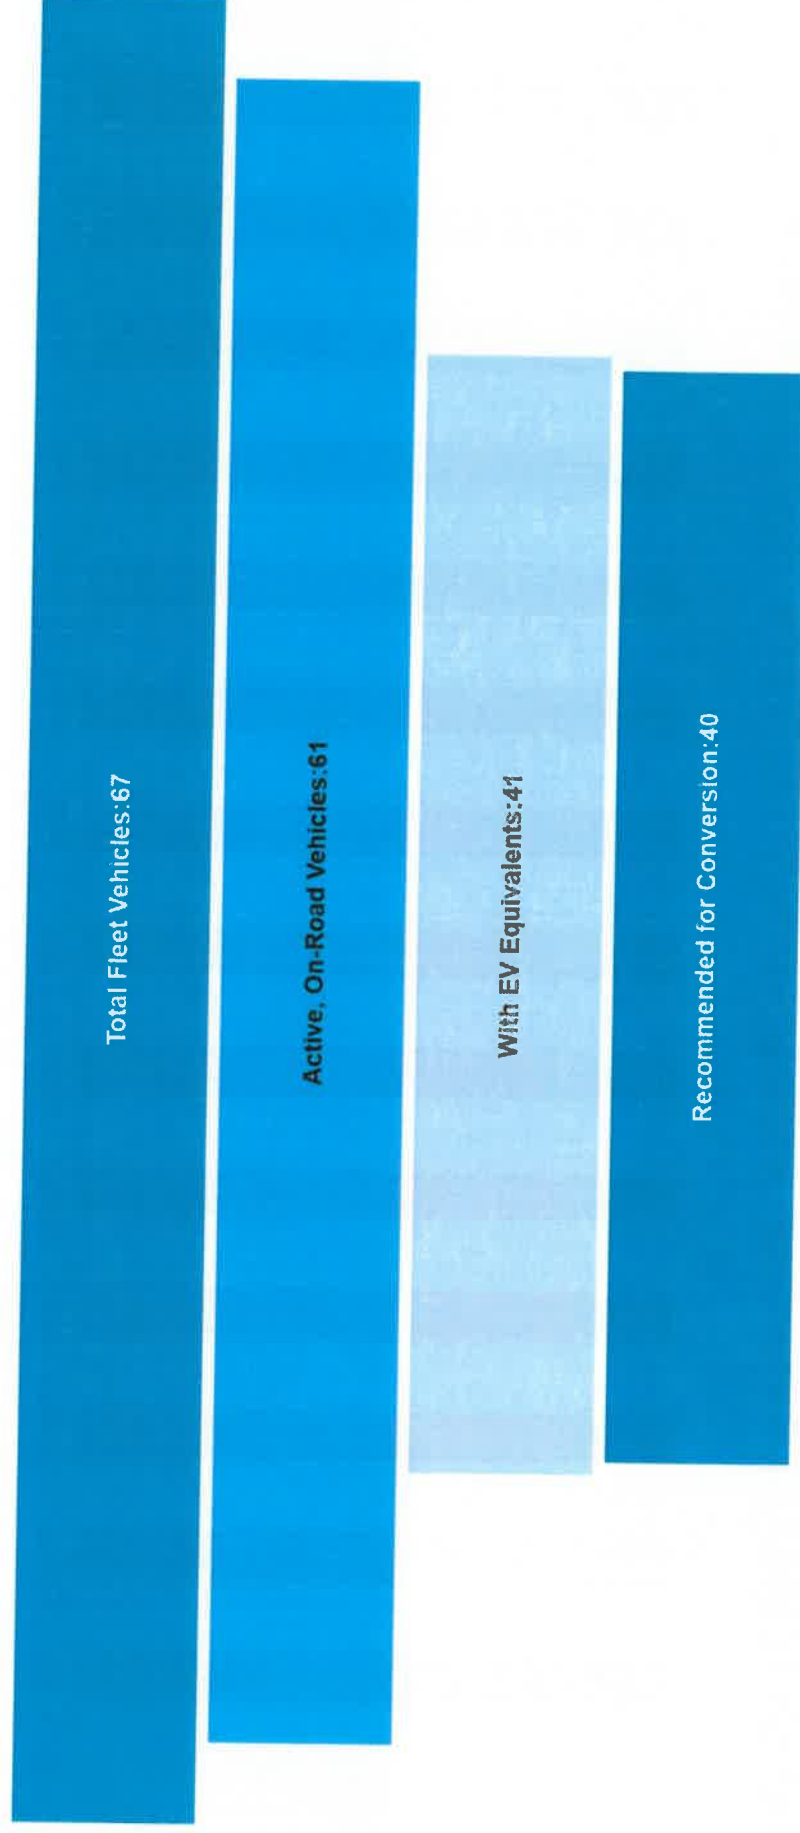 Total Fleet Vehicles:67
Active, On-Road Vehicles:61
With EV Equivalents:41
Recommended for Conversion:40